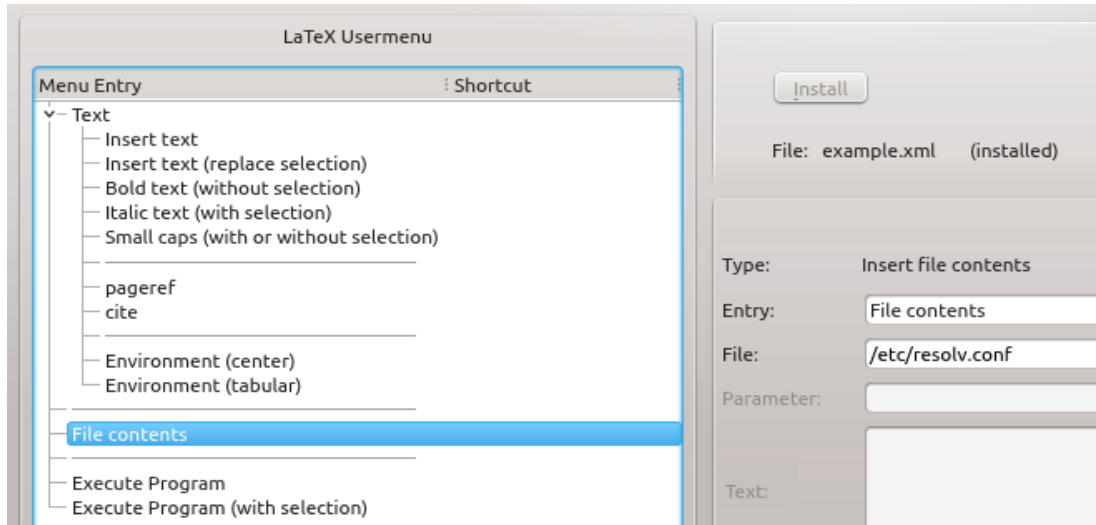 LaTeX Usermenu
Menu Entry Shortcut
Text
Insert text
Insert text (replace selection)
Bold text (without selection)
Italic text (with selection)
Small caps (with or without selection)
pageref
cite
Environment (center)
Environment (tabular)
File contents
Execute Program
Execute Program (with selection)
Install
File: example.xml (installed)
Type: Insert file contents
Entry: File contents
File: /etc/resolv.conf
Parameter:
Text: